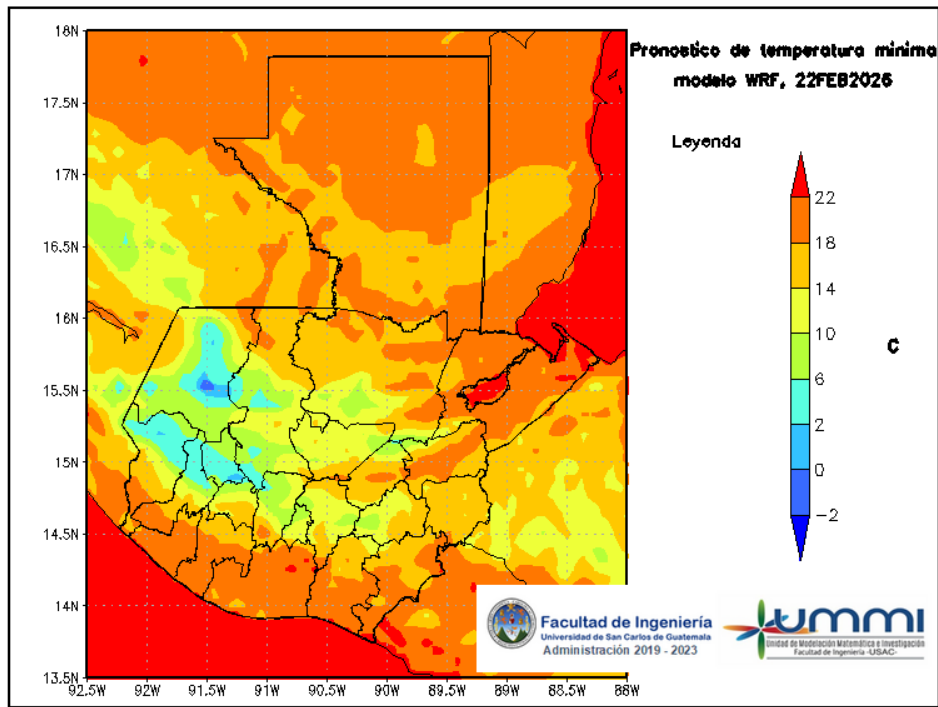 Pronostico de temperatura minima
modelo WRF, 22FEB2026
Leyenda
22
18
14
10
6
2
0
−2
C
18N
17.5N
17N
16.5N
16N
15.5N
15N
14.5N
14N
13.5N
92.5W
92W
91.5W
91W
90.5W
90W
89.5W
89W
88.5W
88W
Facultad de Ingeniería
Universidad de San Carlos de Guatemala
Administración 2019 - 2023
UMMI
Unidad de Modelación Matemática e Investigación
Facultad de Ingeniería -USAC-